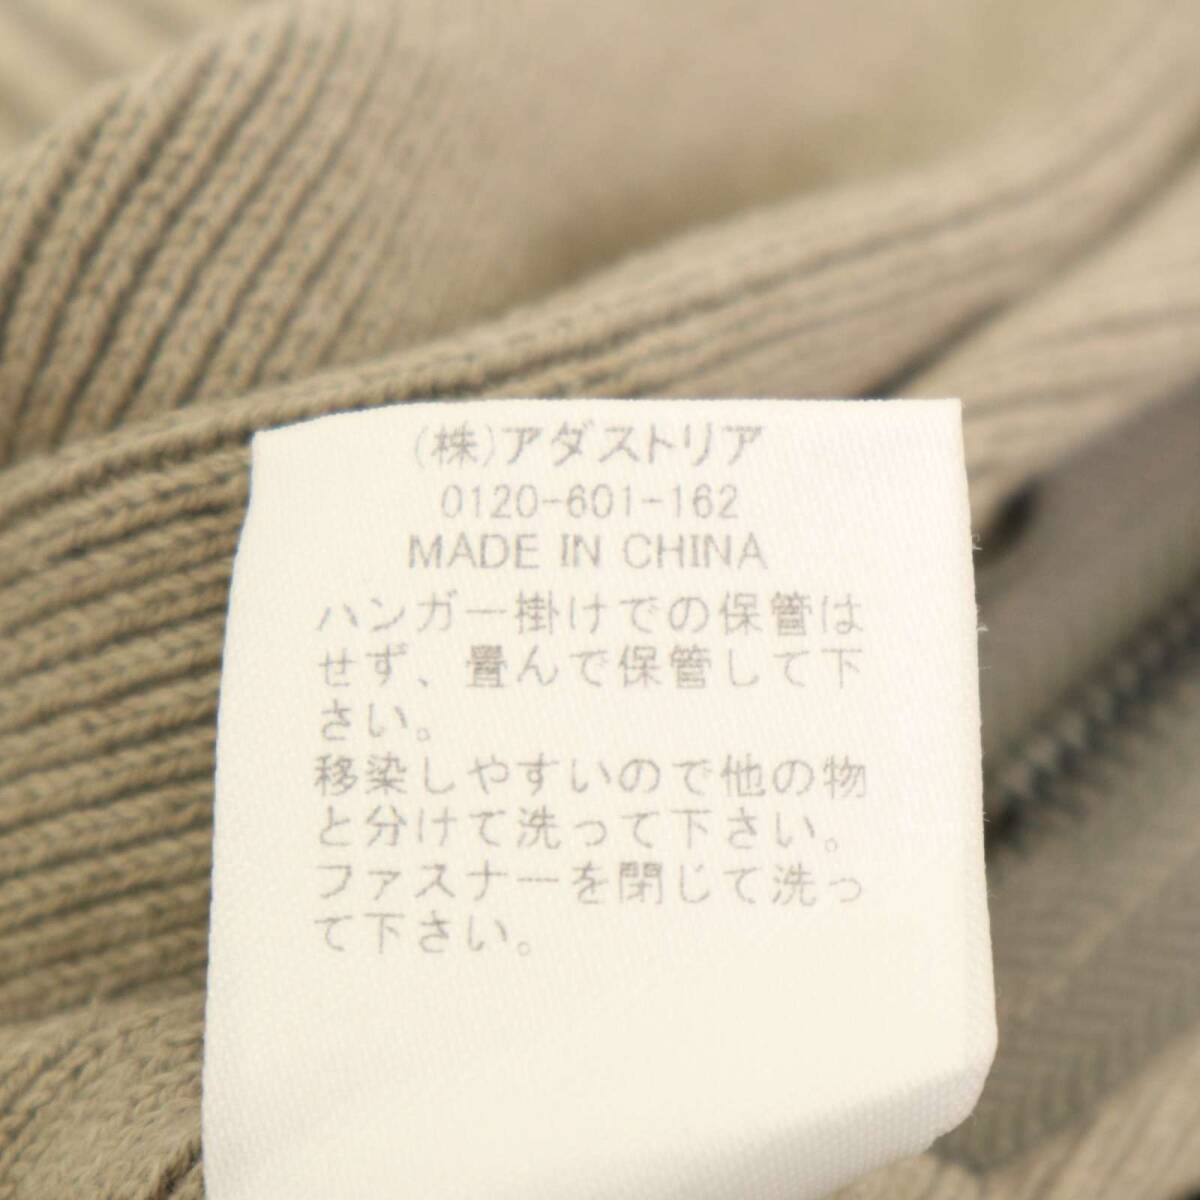 (株)アダストリア
0120-601-162
MADE IN CHINA
ハンガー掛けでの保管は
せず、畳んで保管して下
さい。
移染しやすいので他の物
と分けて洗って下さい。
ファスナーを閉じて洗っ
て下さい。